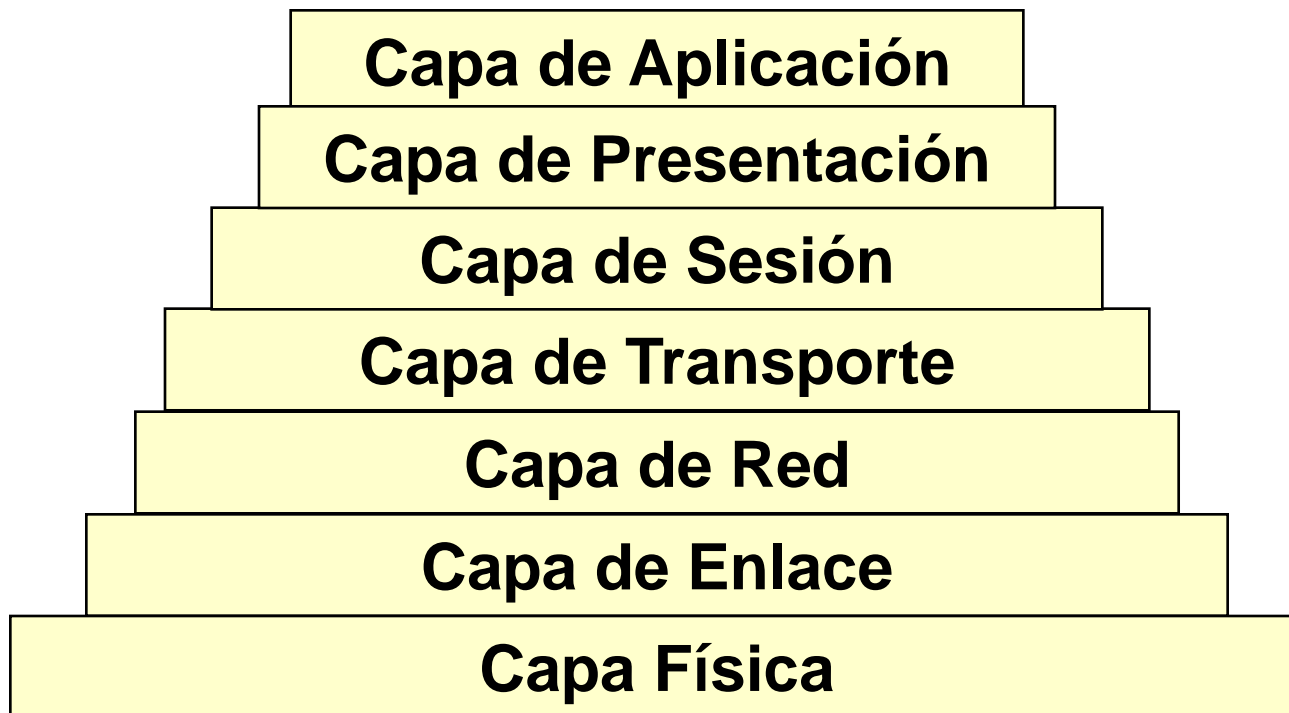 Capa de Aplicación
Capa de Presentación
Capa de Sesión
Capa de Transporte
Capa de Red
Capa de Enlace
Capa Física